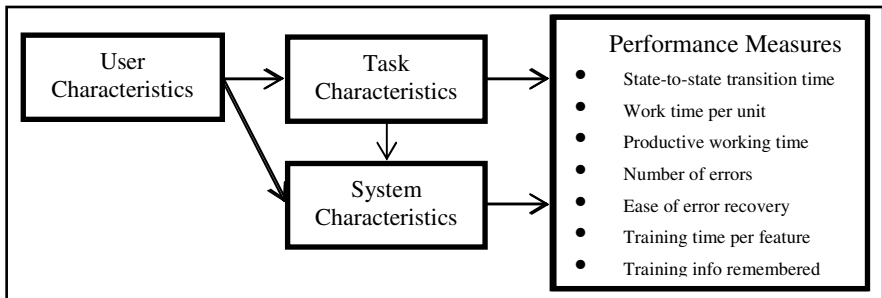 User
Characteristics
Task
Characteristics
System
Characteristics
Performance Measures
• State-to-state transition time
• Work time per unit
• Productive working time
• Number of errors
• Ease of error recovery
• Training time per feature
• Training info remembered